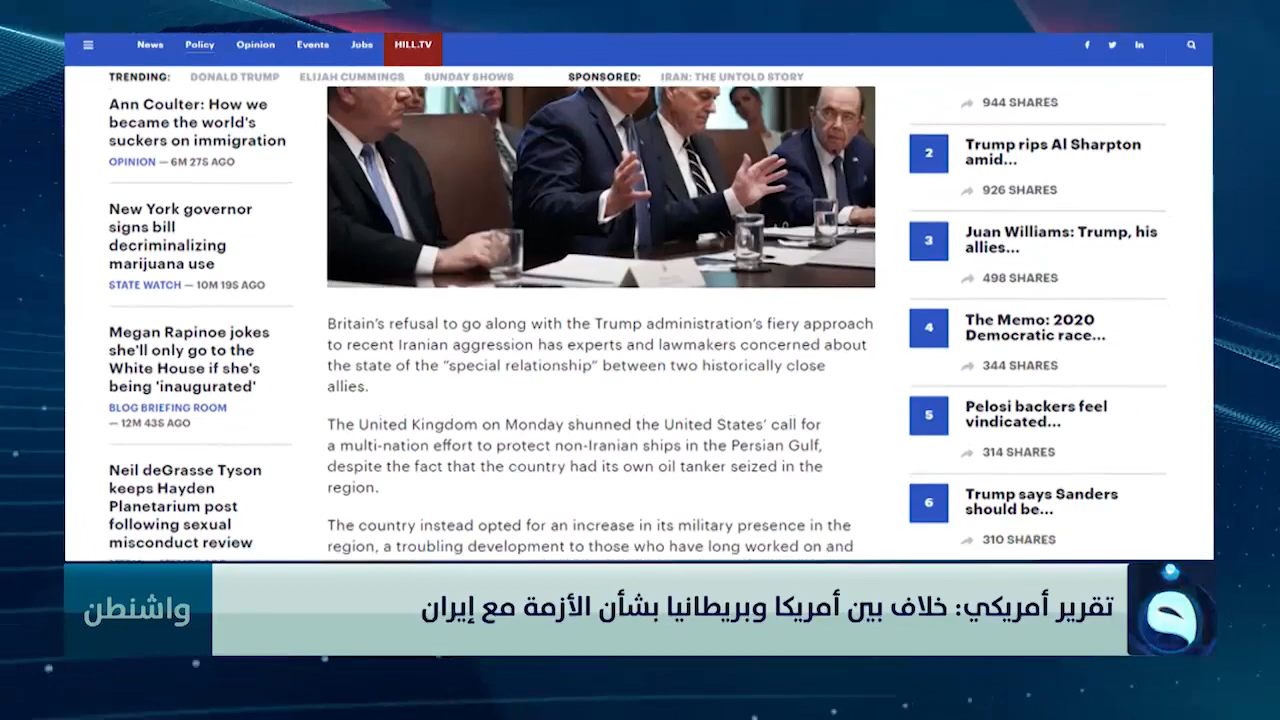 News Policy Opinion Events Jobs HILL.TV
TRENDING: DONALD TRUMP ELIJAH CUMMINGS SUNDAY SHOWS SPONSORED: IRAN: THE UNTOLD STORY
Ann Coulter: How we
became the world's
suckers on immigration
OPINION — 6M 27S AGO
New York governor
signs bill
decriminalizing
marijuana use
STATE WATCH — 10M 19S AGO
Megan Rapinoe jokes
she'll only go to the
White House if she's
being 'inaugurated'
BLOG BRIEFING ROOM
— 12M 43S AGO
Neil deGrasse Tyson
keeps Hayden
Planetarium post
following sexual
misconduct review
Britain's refusal to go along with the Trump administration's fiery approach
to recent Iranian aggression has experts and lawmakers concerned about
the state of the "special relationship" between two historically close
allies.
The United Kingdom on Monday shunned the United States' call for
a multi-nation effort to protect non-Iranian ships in the Persian Gulf,
despite the fact that the country had its own oil tanker seized in the
region.
The country instead opted for an increase in its military presence in the
region, a troubling development to those who have long worked on and
944 SHARES
2 Trump rips Al Sharpton
amid...
926 SHARES
3 Juan Williams: Trump, his
allies...
498 SHARES
4 The Memo: 2020
Democratic race...
344 SHARES
5 Pelosi backers feel
vindicated...
314 SHARES
6 Trump says Sanders
should be...
310 SHARES
تقرير أمريكي: خلاف بين أمريكا وبريطانيا بشأن الأزمة مع إيران
واشنطن